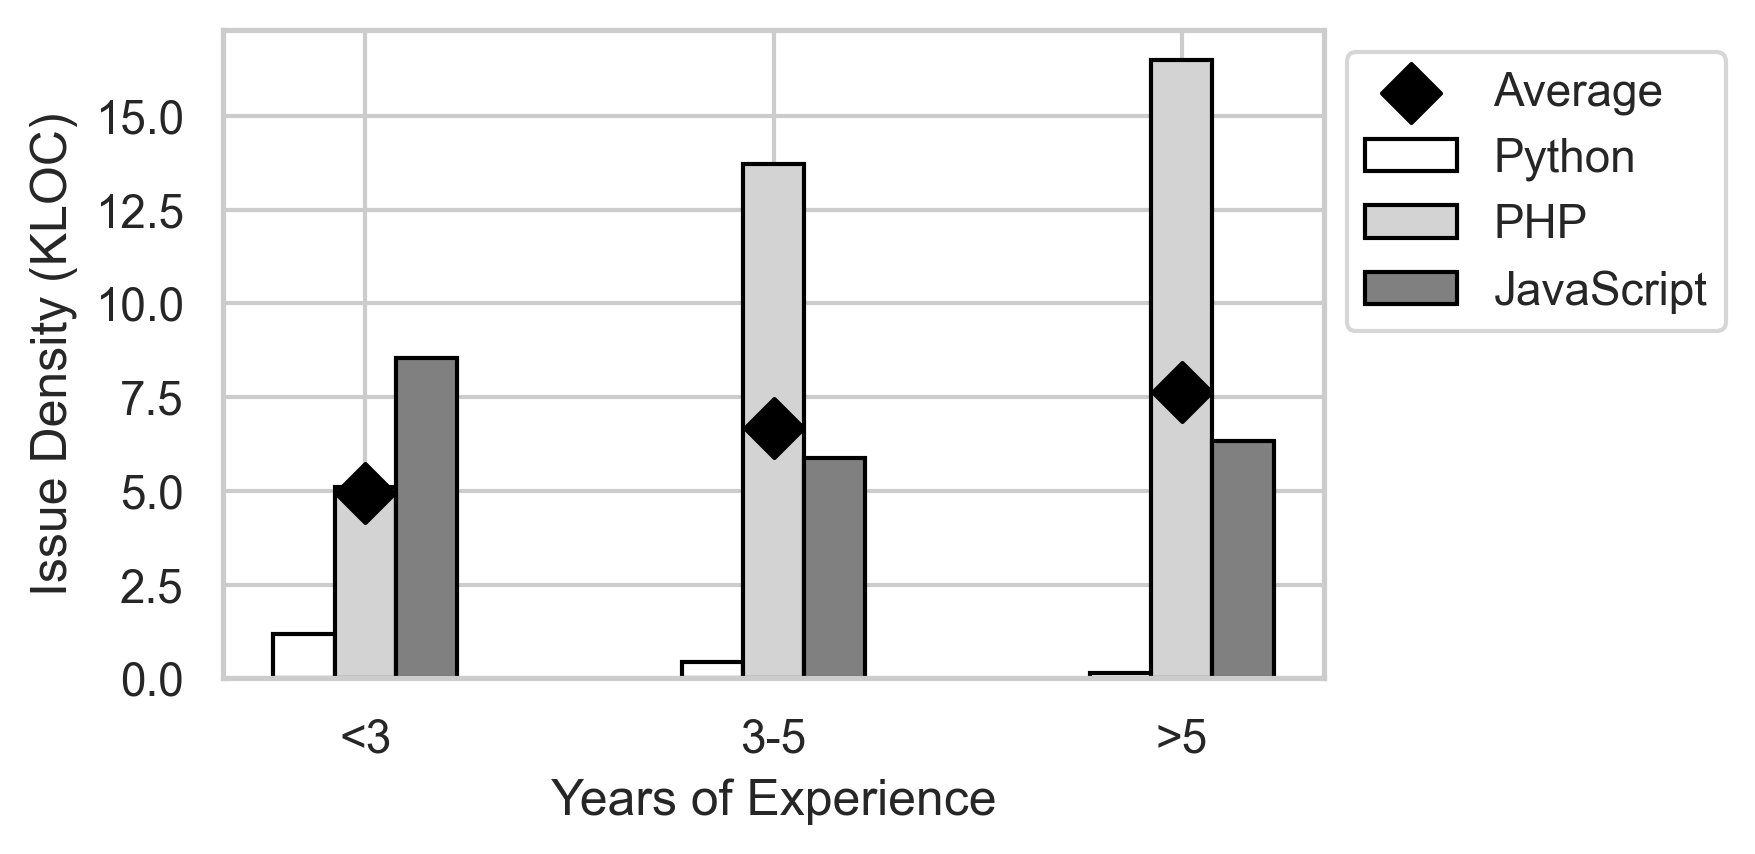 Issue Density (KLOC)
15.0
12.5
10.0
7.5
5.0
2.5
0.0
<3
3-5
>5
Years of Experience
Average
Python
PHP
JavaScript